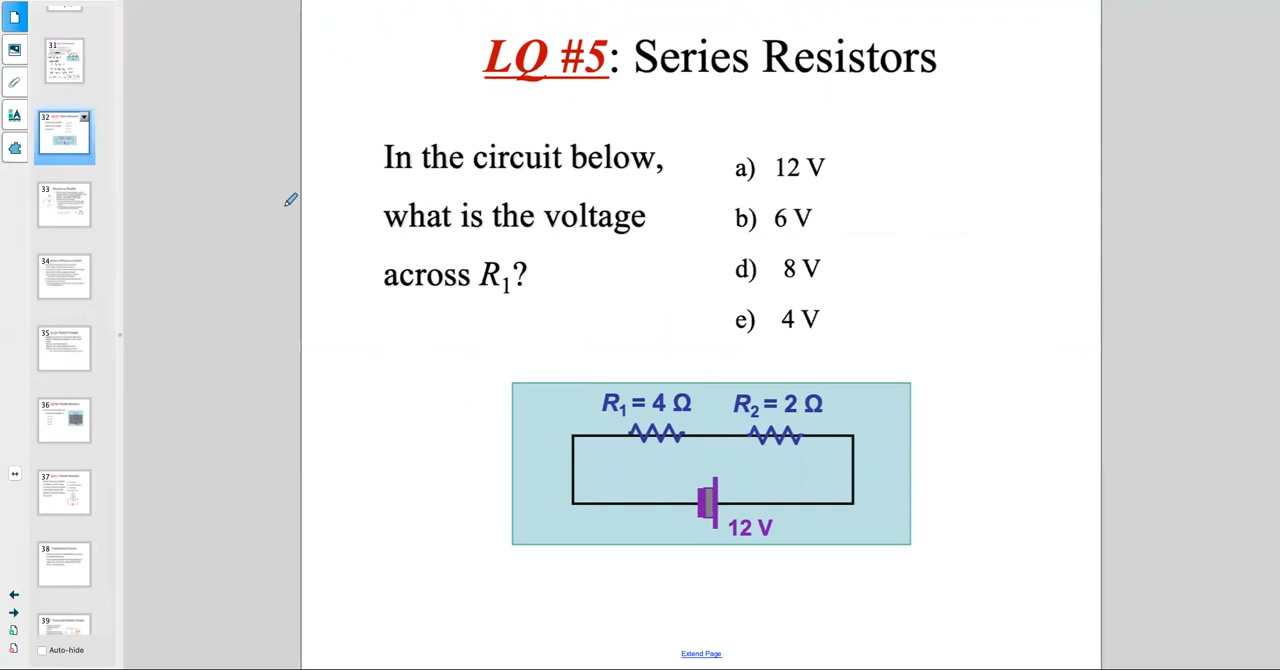 31
32
33
34
35
36
37
38
39
Auto-hide
LQ #5: Series Resistors
In the circuit below,
what is the voltage
across R₁?
a) 12 V
b) 6 V
d) 8 V
e) 4 V
R₁ = 4 Ω R₂ = 2 Ω
12 V
Extend Page